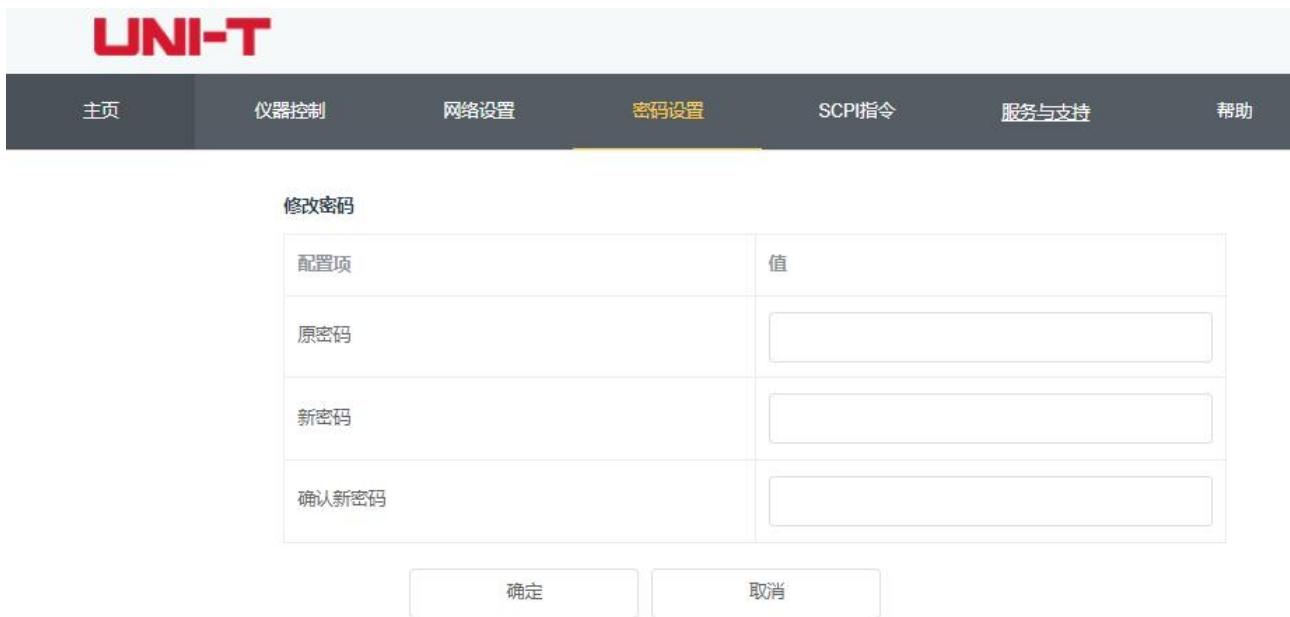 UNI-T
主页 仪器控制 网络设置 密码设置 SCPI指令 服务与支持 帮助
修改密码
配置项 值
原密码
新密码
确认新密码
确定 取消